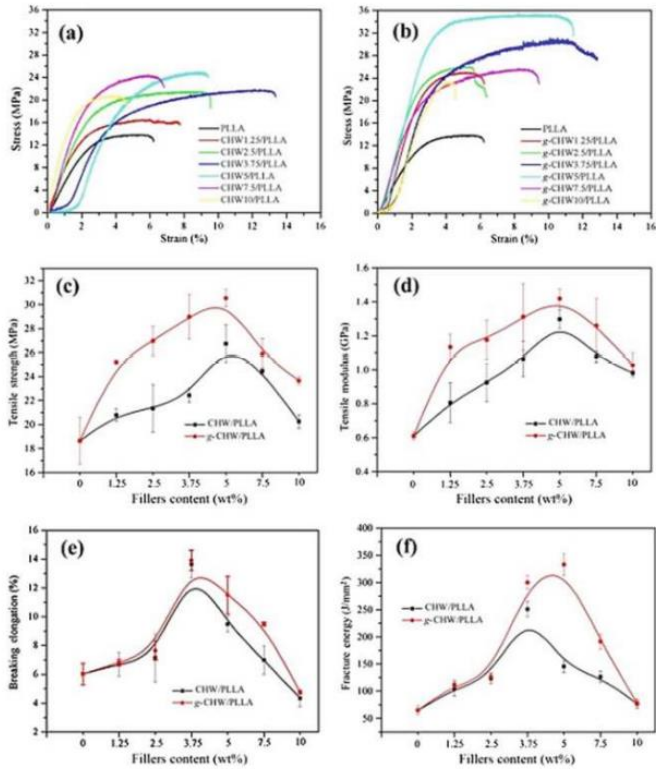 (a)
Stress (MPa)
36
32
28
24
20
16
12
8
4
0
PLLA
CHW1.25/PLLA
CHW2.5/PLLA
CHW3.75/PLLA
CHW5/PLLA
CHW7.5/PLLA
CHW10/PLLA
0 2 4 6 8 10 12 14 16
Strain (%)
(b)
Stress (MPa)
36
32
28
24
20
16
12
8
4
0
PLLA
g-CHW1.25/PLLA
g-CHW2.5/PLLA
g-CHW3.75/PLLA
g-CHW5/PLLA
g-CHW7.5/PLLA
g-CHW10/PLLA
0 2 4 6 8 10 12 14 16
Strain (%)
(c)
Tensile strength (MPa)
32
30
28
26
24
22
20
18
16
CHW/PLLA
g-CHW/PLLA
0 1.25 2.5 3.75 5 7.5 10
Fillers content (wt%)
(d)
Tensile modulus (GPa)
1.6
1.4
1.2
1.0
0.8
0.6
0.4
CHW/PLLA
g-CHW/PLLA
0 1.25 2.5 3.75 5 7.5 10
Fillers content (wt%)
(e)
Breaking elongation (%)
16
14
12
10
8
6
4
2
CHW/PLLA
g-CHW/PLLA
0 1.25 2.5 3.75 5 7.5 10
Fillers content (wt%)
(f)
Fracture energy (J/mm²)
400
350
300
250
200
150
100
50
CHW/PLLA
g-CHW/PLLA
0 1.25 2.5 3.75 5 7.5 10
Fillers content (wt%)